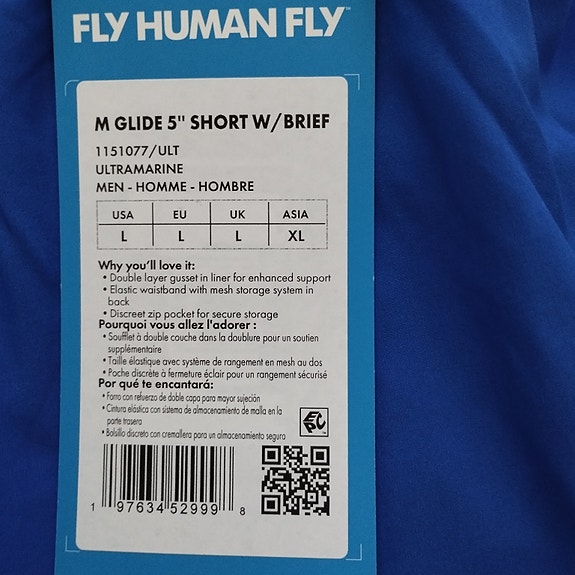 FLY HUMAN FLY™
M GLIDE 5" SHORT W/BRIEF
1151077/ULT
ULTRAMARINE
MEN - HOMME - HOMBRE
USA EU UK ASIA
L L L XL
Why you'll love it:
• Double layer gusset in liner for enhanced support
• Elastic waistband with mesh storage system in
back
• Discreet zip pocket for secure storage
Pourquoi vous allez l'adorer :
• Soufflet à double couche dans la doublure pour un soutien
supplémentaire
• Taille élastique avec système de rangement en mesh au dos
• Poche discrète à fermeture éclair pour un rangement sécurisé
Por qué te encantará:
• Forro con refuerzo de doble capa para mayor sujeción
• Cintura elástica con sistema de almacenamiento de malla en la
parte trasera
• Bolsillo discreto con cremallera para un almacenamiento seguro
EPC
1 97634 52999 8